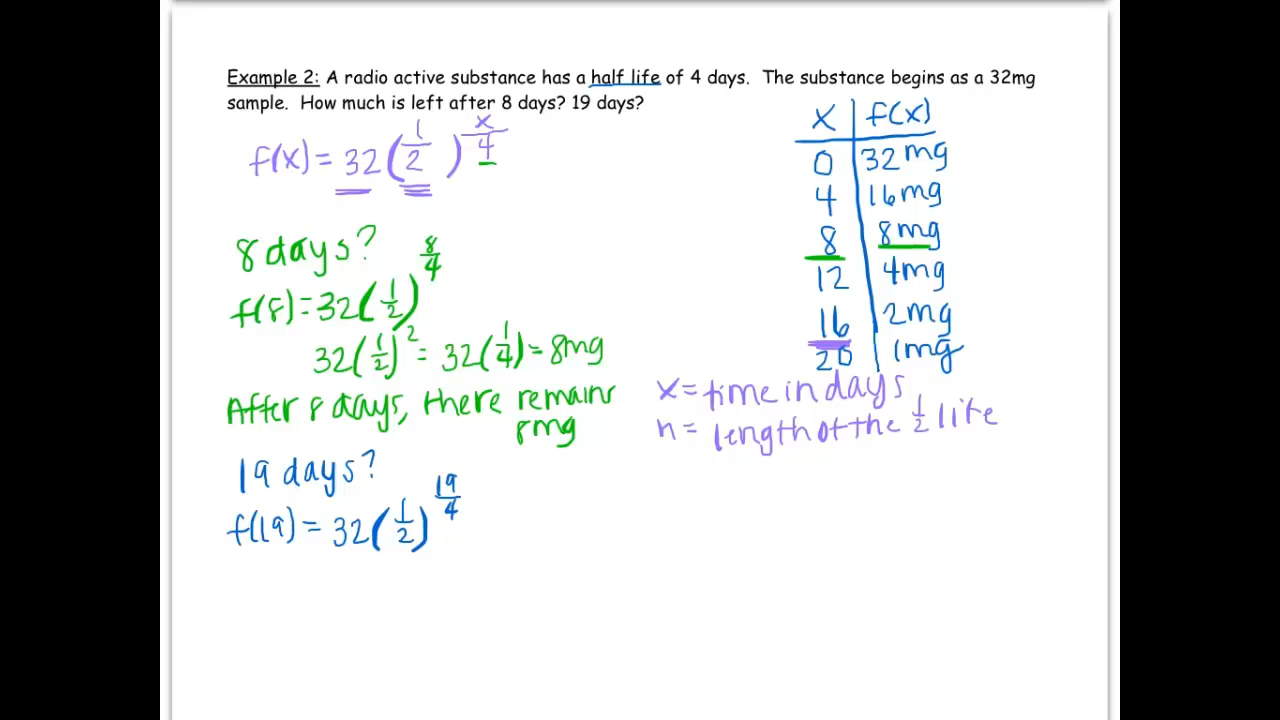 Example 2: A radio active substance has a half life of 4 days. The substance begins as a 32mg
sample. How much is left after 8 days? 19 days?
f(x) = 32(1/2)^(x/4)
x | f(x)
0 | 32mg
4 | 16mg
8 | 8mg
12 | 4mg
16 | 2mg
20 | 1mg
8 days?
f(8) = 32(1/2)^(8/4)
32(1/2)^2 = 32(1/4) = 8mg
After 8 days, there remains
8mg
x = time in days
n = length of the 1/2 life
19 days?
f(19) = 32(1/2)^(19/4)